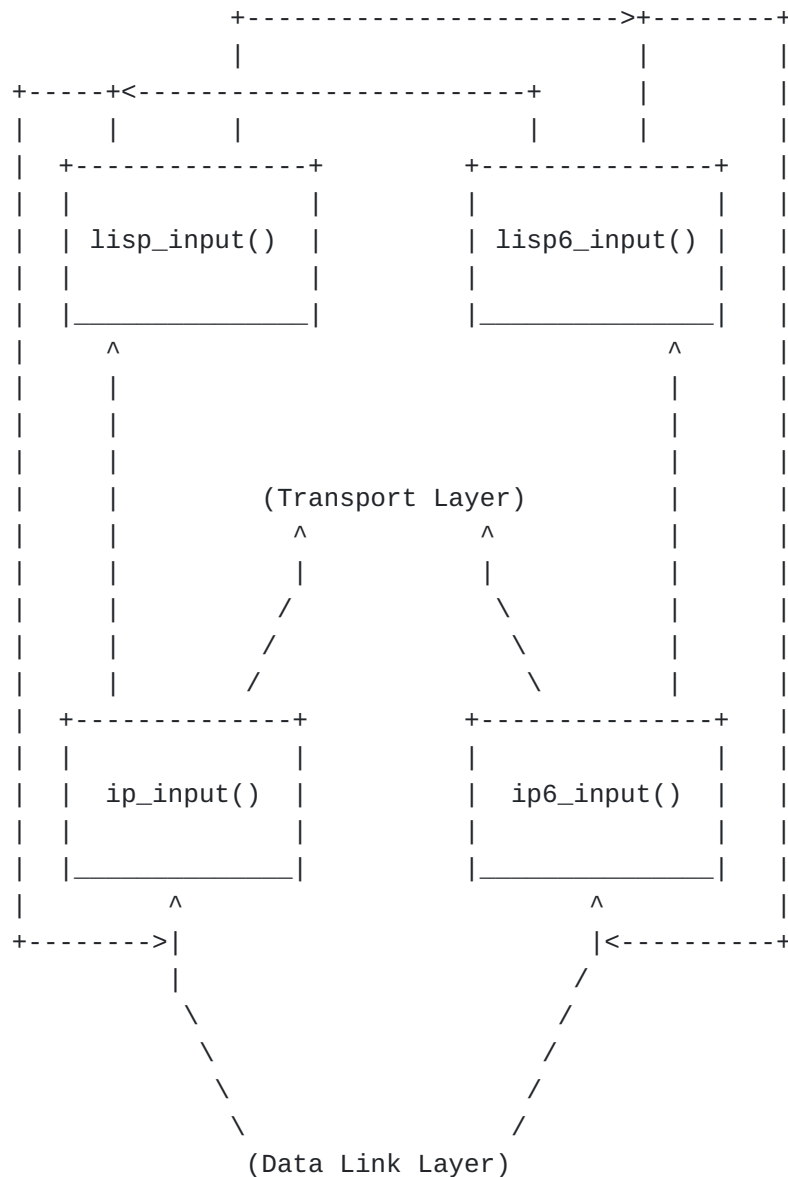 lisp_input()
lisp6_input()
(Transport Layer)
ip_input()
ip6_input()
(Data Link Layer)